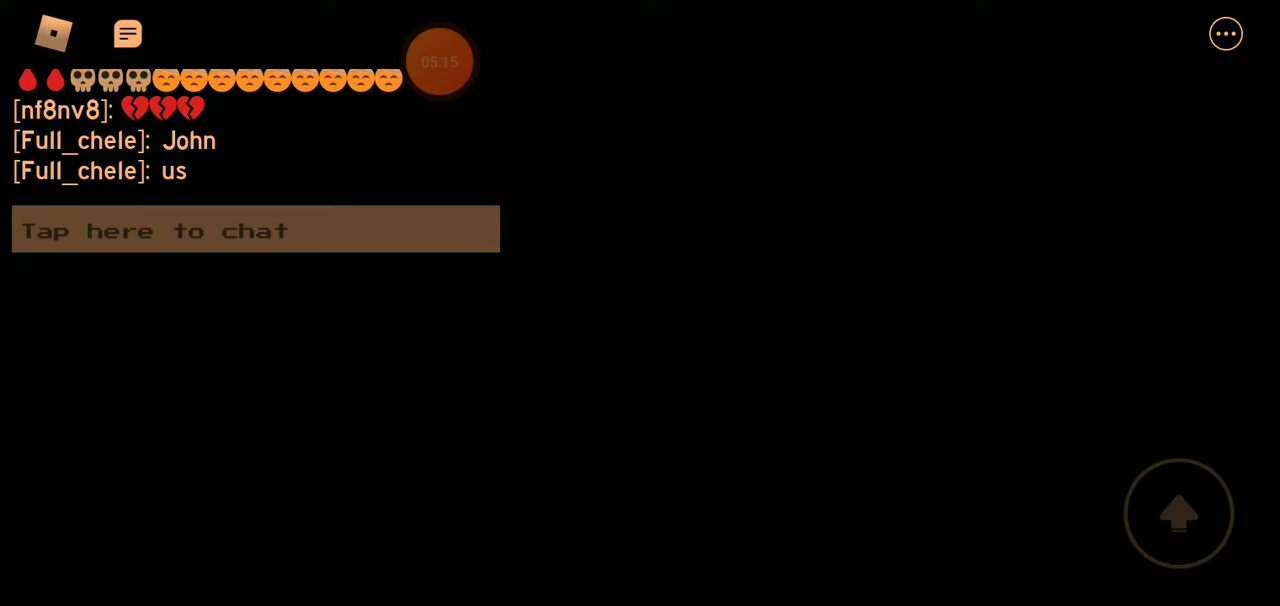 05:15
[nf8nv8]: 💔💔💔
[Full_chele]: John
[Full_chele]: us
Tap here to chat